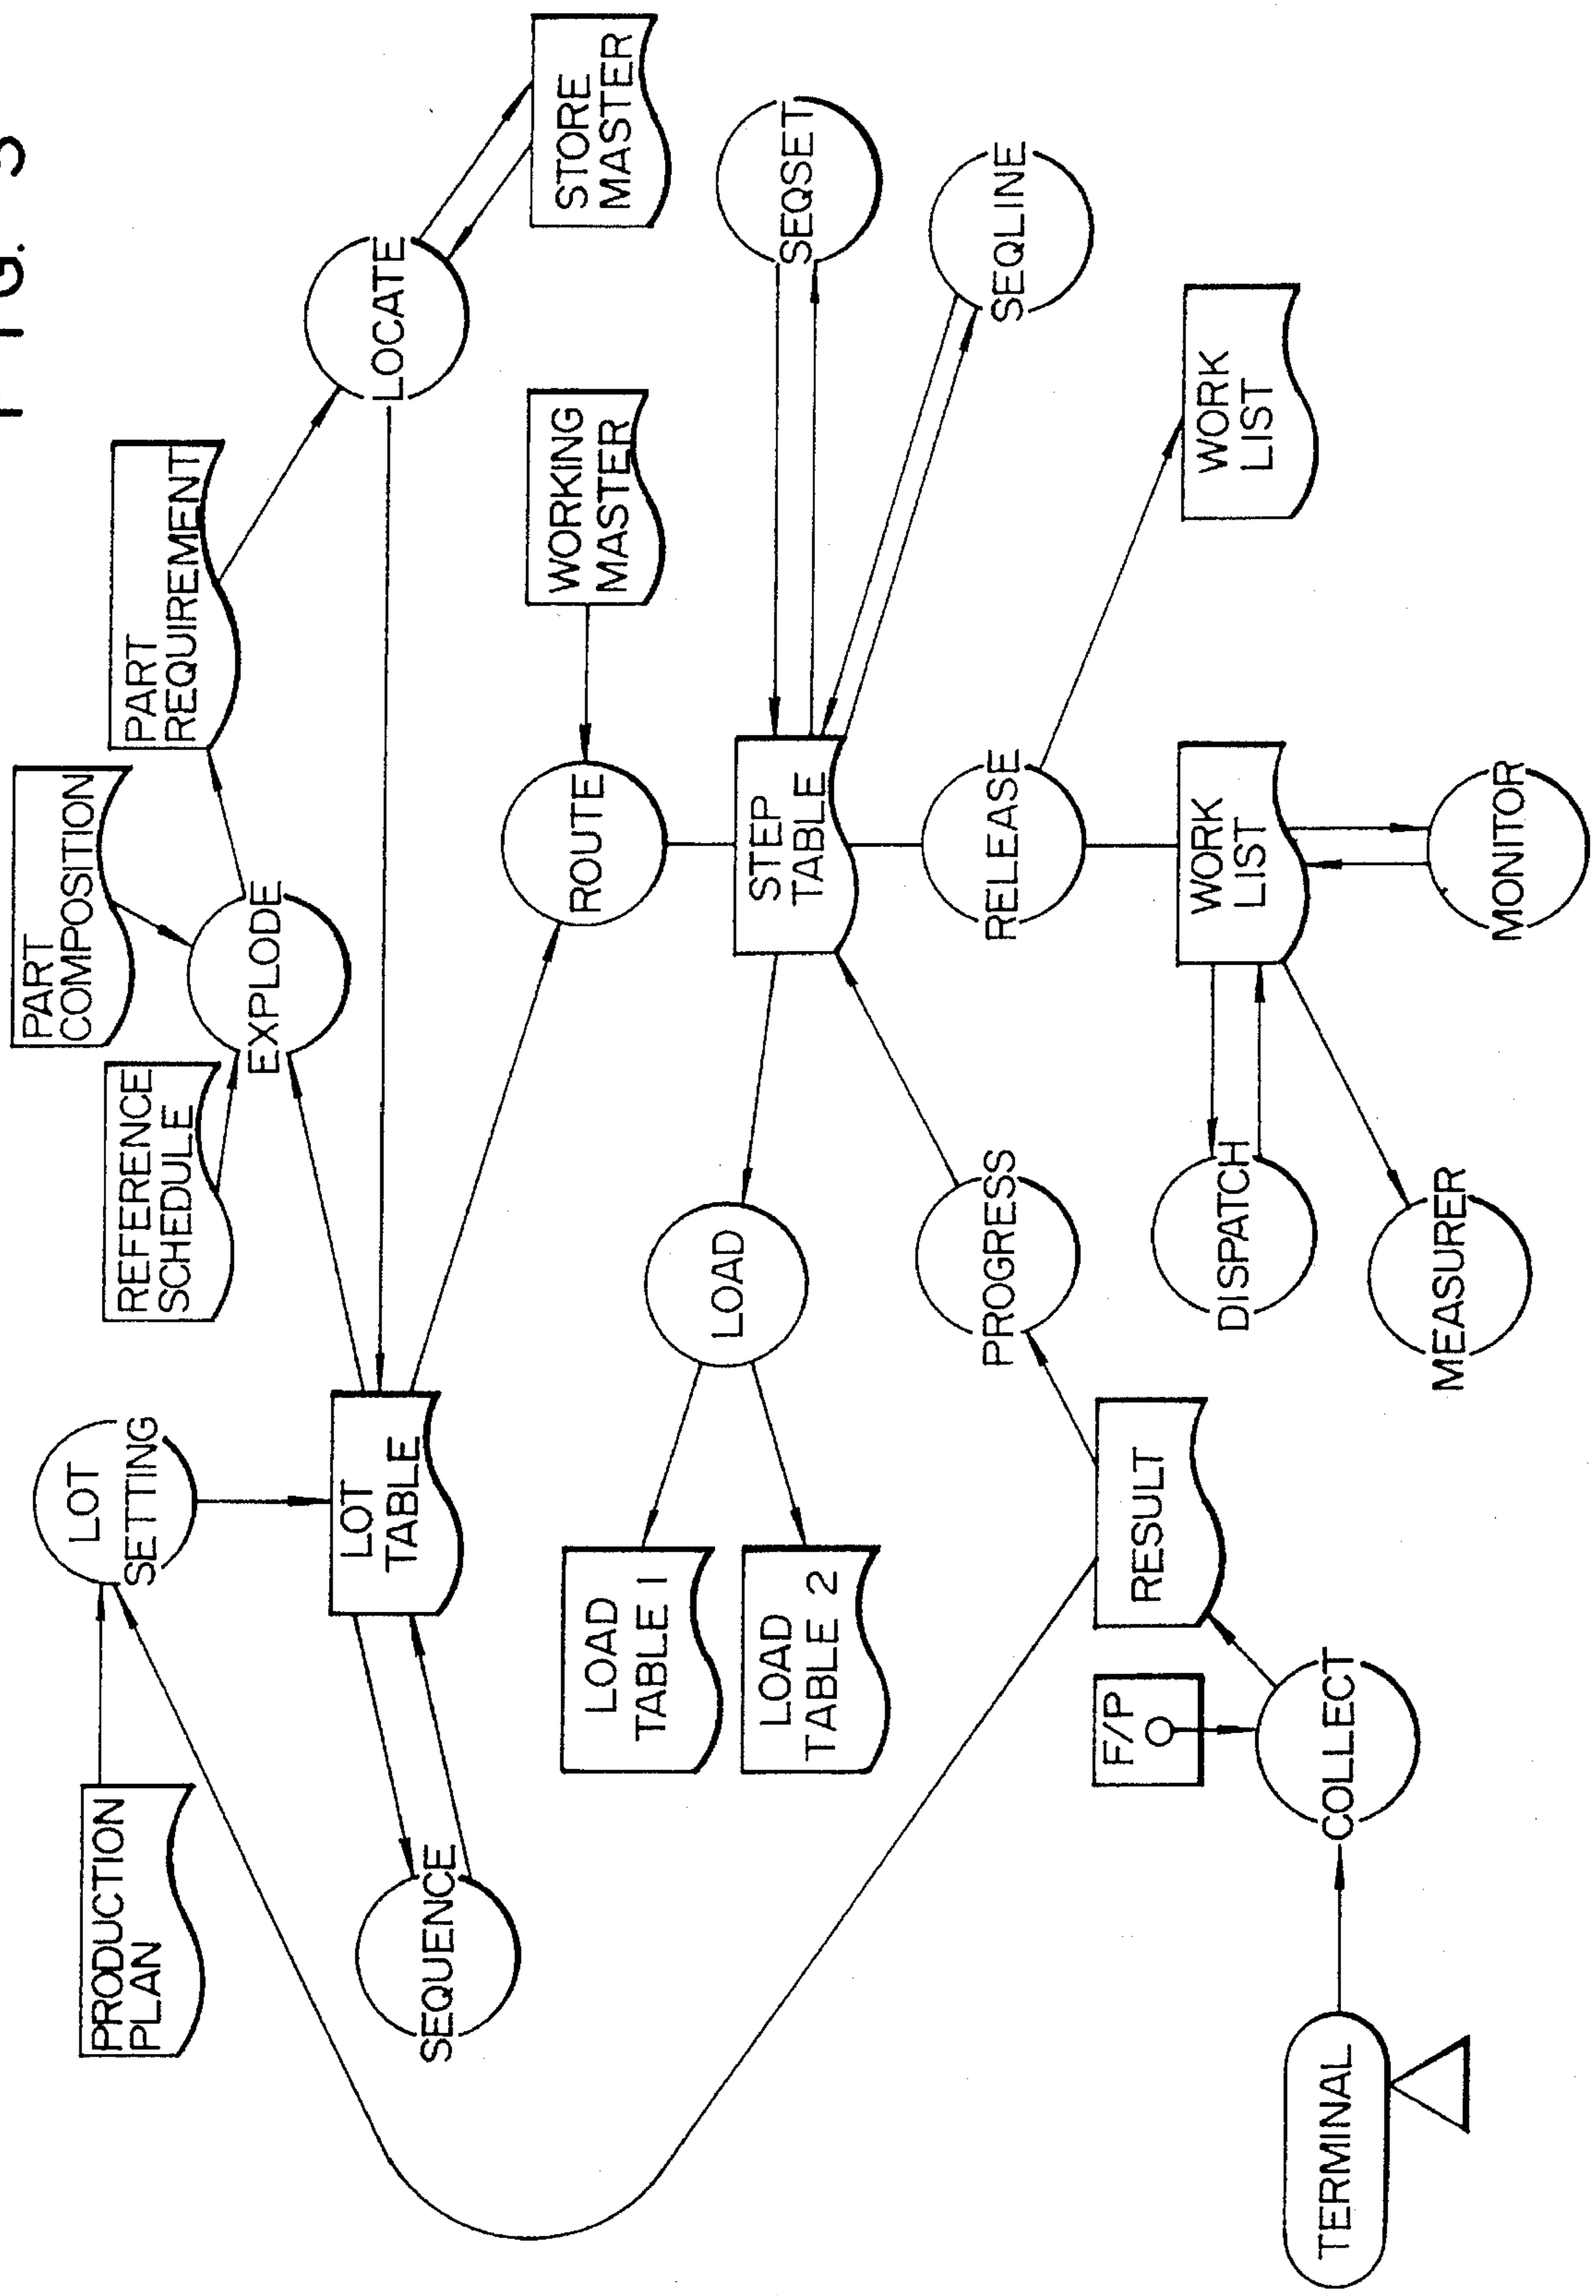 FIG.
PRODUCTION
PLAN
LOT
SETTING
REFERENCE
SCHEDULE
PART
COMPOSITION
PART
REQUIREMENT
EXPLODE
LOCATE
STORE
MASTER
SEQUENCE
LOT
TABLE
ROUTE
WORKING
MASTER
LOAD
TABLE 1
LOAD
TABLE 2
LOAD
STEP
TABLE
SEQSET
SEQLINE
PROGRESS
RELEASE
WORK
LIST
F/P
RESULT
DISPATCH
WORK
LIST
TERMINAL
COLLECT
MEASURER
MONITOR